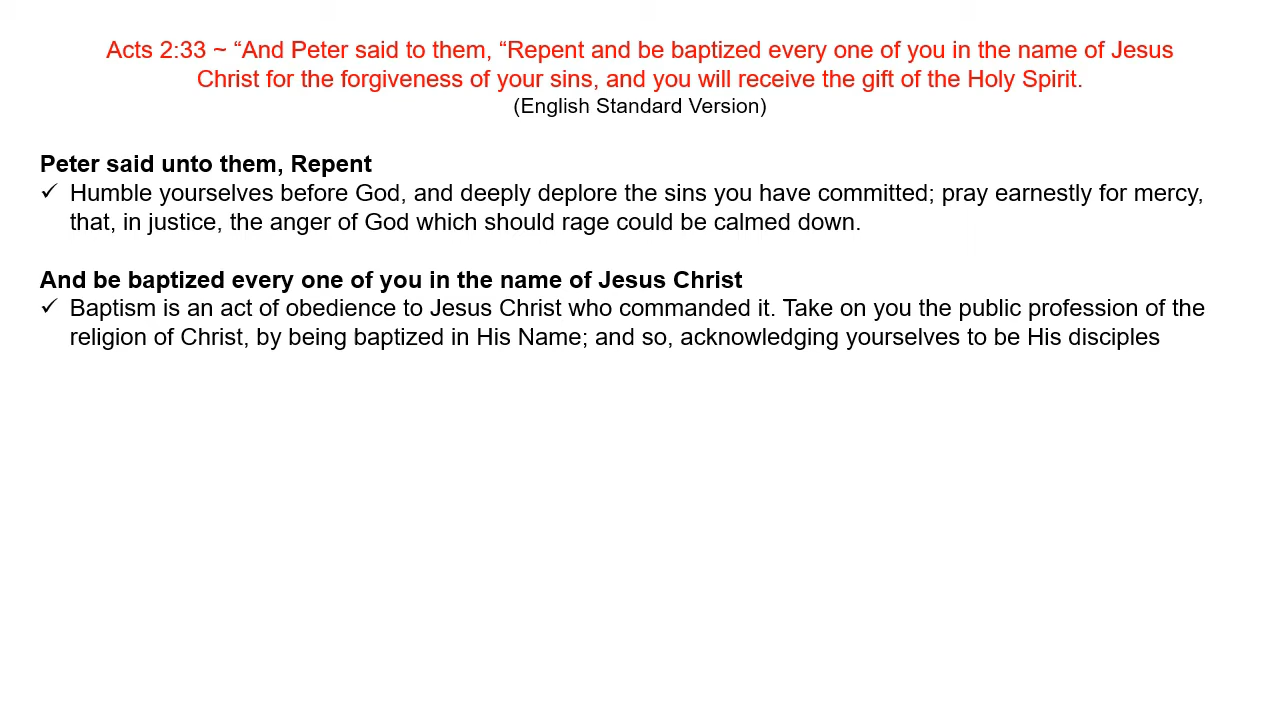 Acts 2:33 ~ “And Peter said to them, “Repent and be baptized every one of you in the name of Jesus
Christ for the forgiveness of your sins, and you will receive the gift of the Holy Spirit.
(English Standard Version)
Peter said unto them, Repent
✓ Humble yourselves before God, and deeply deplore the sins you have committed; pray earnestly for mercy,
that, in justice, the anger of God which should rage could be calmed down.
And be baptized every one of you in the name of Jesus Christ
✓ Baptism is an act of obedience to Jesus Christ who commanded it. Take on you the public profession of the
religion of Christ, by being baptized in His Name; and so, acknowledging yourselves to be His disciples